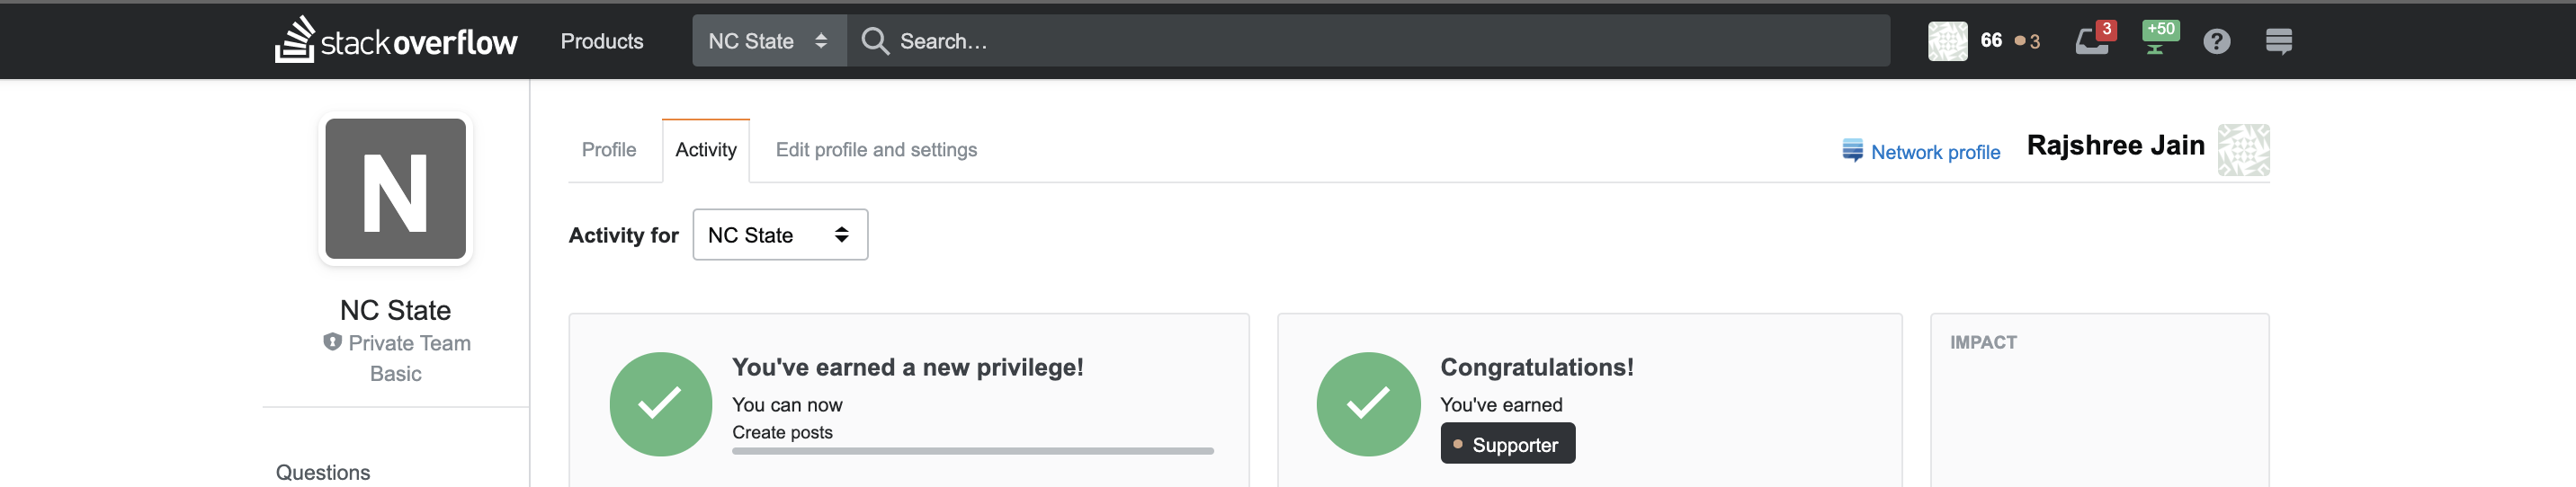 stackoverflow
Products
NC State
Search...
66
3
3
+50
?
N
NC State
Private Team
Basic
Questions
Profile
Activity
Edit profile and settings
Network profile
Rajshree Jain
Activity for
NC State
You've earned a new privilege!
You can now
Create posts
Congratulations!
You've earned
Supporter
IMPACT